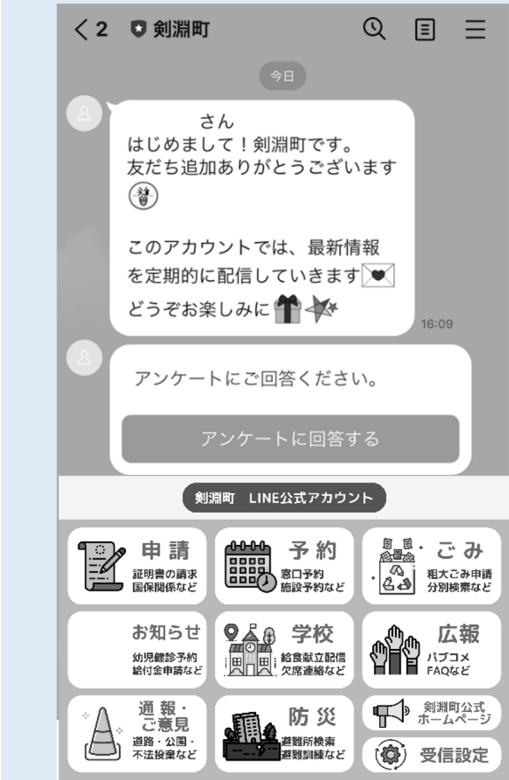 2 剣淵町
今日
さん
はじめまして！剣淵町です。
友だち追加ありがとうございます
このアカウントでは、最新情報
を定期的に配信していきます
どうぞお楽しみに
16:09
アンケートにご回答ください。
アンケートに回答する
剣淵町　LINE公式アカウント
申請
証明書の請求
国保関係など
予約
窓口予約
施設予約など
ごみ
粗大ごみ申請
分別検索など
お知らせ
幼児健診予約
給付金申請など
学校
給食献立配信
欠席連絡など
広報
パブコメ
FAQなど
通報・
ご意見
道路・公園・
不法投棄など
防災
避難所検索
避難訓練など
剣淵町公式
ホームページ
受信設定